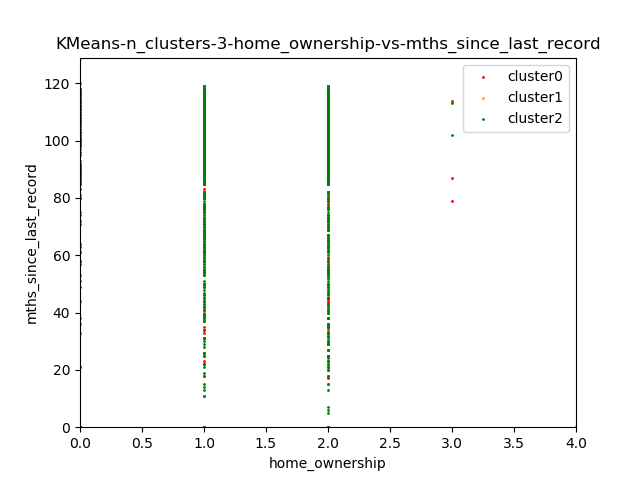 KMeans-n_clusters-3-home_ownership-vs-mths_since_last_record
cluster0
cluster1
cluster2
mths_since_last_record
120
100
80
60
40
20
0
0.0 0.5 1.0 1.5 2.0 2.5 3.0 3.5 4.0
home_ownership